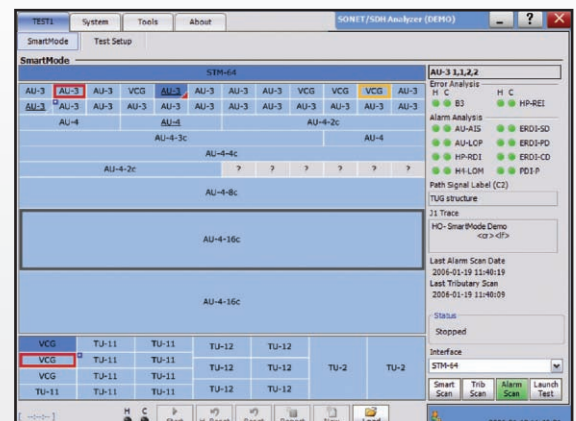 TEST1 System Tools About SONET/SDH Analyzer (DEMO) _ ? X
SmartMode Test Setup
SmartMode
STM-64
AU-3 AU-3 AU-3 VCG AU-3 AU-3 AU-3 AU-3 VCG VCG VCG AU-3
AU-3 AU-3 AU-3 AU-3 AU-3 AU-3 AU-3 AU-3 AU-3 AU-3 AU-3 AU-3
AU-4 AU-4 AU-4-2c
AU-4-3c AU-4
AU-4-4c
AU-4-2c ? ? ? ? ? ?
AU-4-8c
AU-4-16c
AU-4-16c
VCG TU-11 TU-11 TU-12 TU-12 TU-2 TU-2
VCG TU-11 TU-11 TU-12 TU-12
VCG TU-11 TU-11 TU-12 TU-12
TU-11 TU-11 TU-11 TU-12 TU-12
AU-3 1,1,2,2
Error Analysis
H C H C
B3 HP-REI
Alarm Analysis
AU-AIS ERDI-SD
AU-LOP ERDI-PD
HP-RDI ERDI-CD
H4-LOM PDI-P
Path Signal Label (C2)
TUG structure
J1 Trace
HO- SmartMode Demo
<cr><lF>
Last Alarm Scan Date
2006-01-19 11:40:19
Last Tributary Scan
2006-01-19 11:40:09
Status
Stopped
Interface
STM-64
Smart Scan Trib Scan Alarm Scan Launch Test
[ --:--:-- ] H C Start H. Reset Reset Report New Load